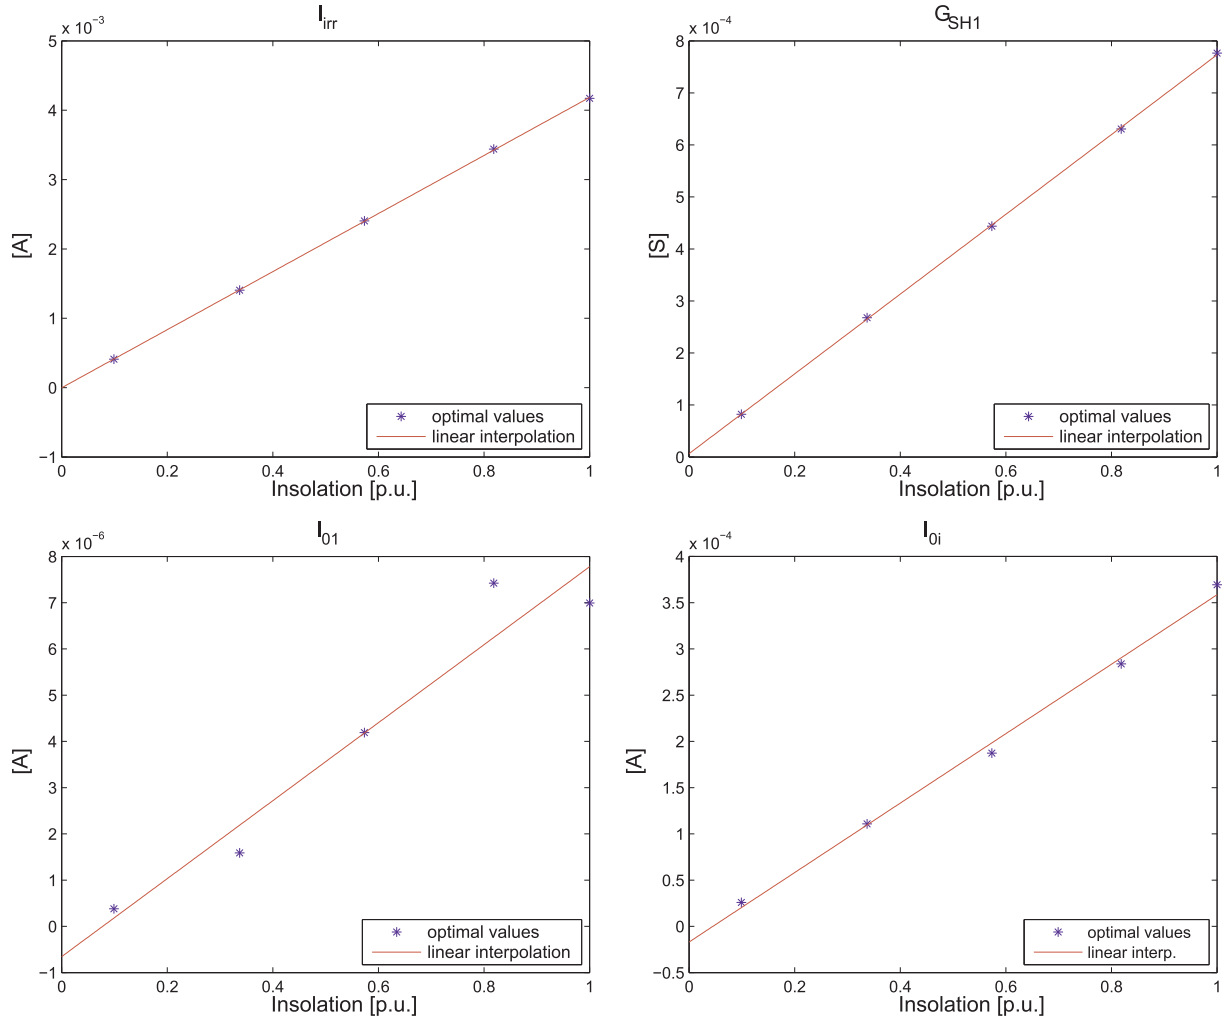 I_irr
x 10^−3
5
4
3
2
1
0
−1
[A]
0 0.2 0.4 0.6 0.8 1
Insolation [p.u.]
optimal values
linear interpolation
G_SH1
x 10^−4
8
7
6
5
4
3
2
1
0
[S]
0 0.2 0.4 0.6 0.8 1
Insolation [p.u.]
optimal values
linear interpolation
I_01
x 10^−6
8
7
6
5
4
3
2
1
0
−1
[A]
0 0.2 0.4 0.6 0.8 1
Insolation [p.u.]
optimal values
linear interpolation
I_0i
x 10^−4
4
3.5
3
2.5
2
1.5
1
0.5
0
−0.5
[A]
0 0.2 0.4 0.6 0.8 1
Insolation [p.u.]
optimal values
linear interp.